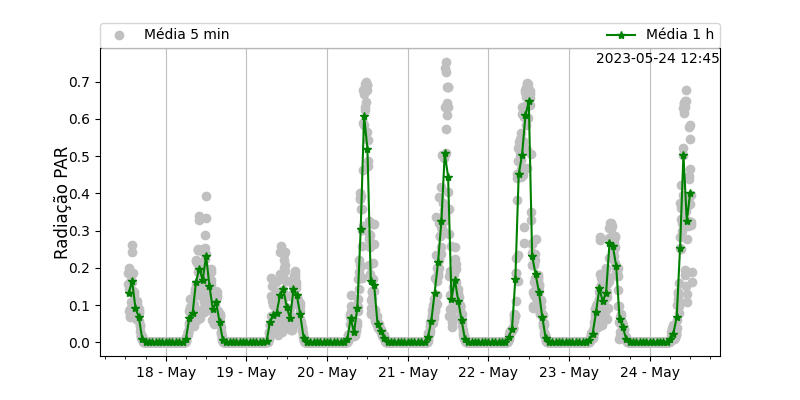 Média 5 min
Média 1 h
2023-05-24 12:45
Radiação PAR
0.7
0.6
0.5
0.4
0.3
0.2
0.1
0.0
18 - May
19 - May
20 - May
21 - May
22 - May
23 - May
24 - May